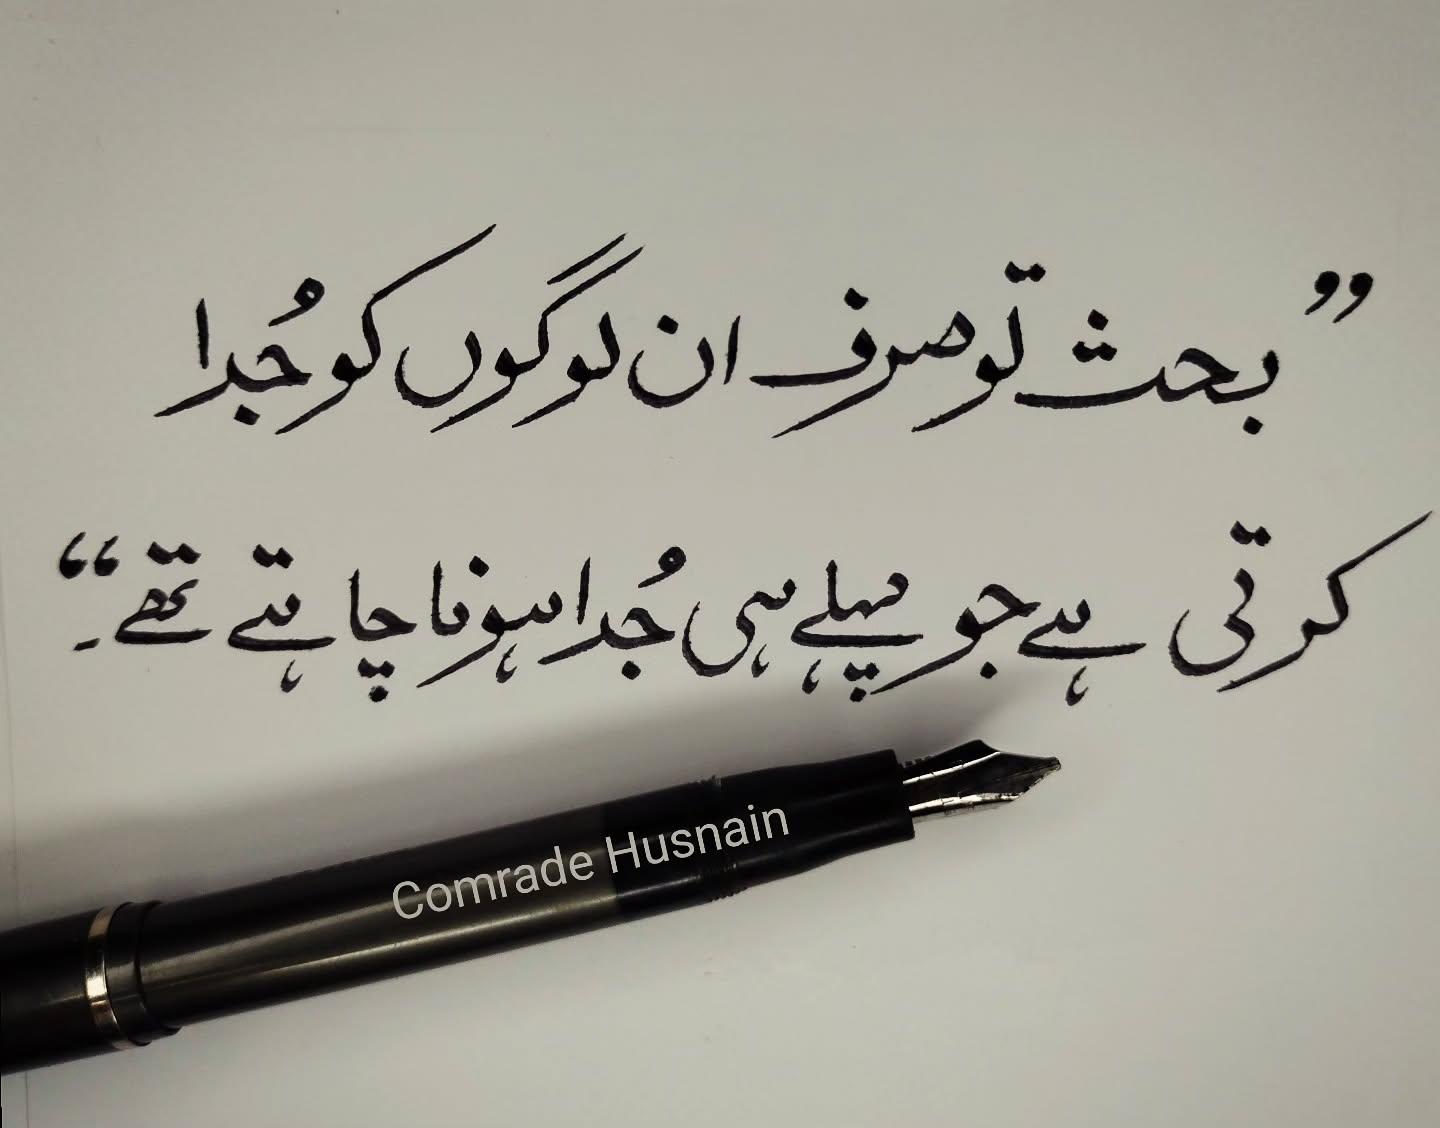 ”بحث تو صرف ان لوگوں کو جُدا
کرتی ہے جو پہلے ہی جُدا ہونا چاہتے تھے۔“
Comrade Husnain